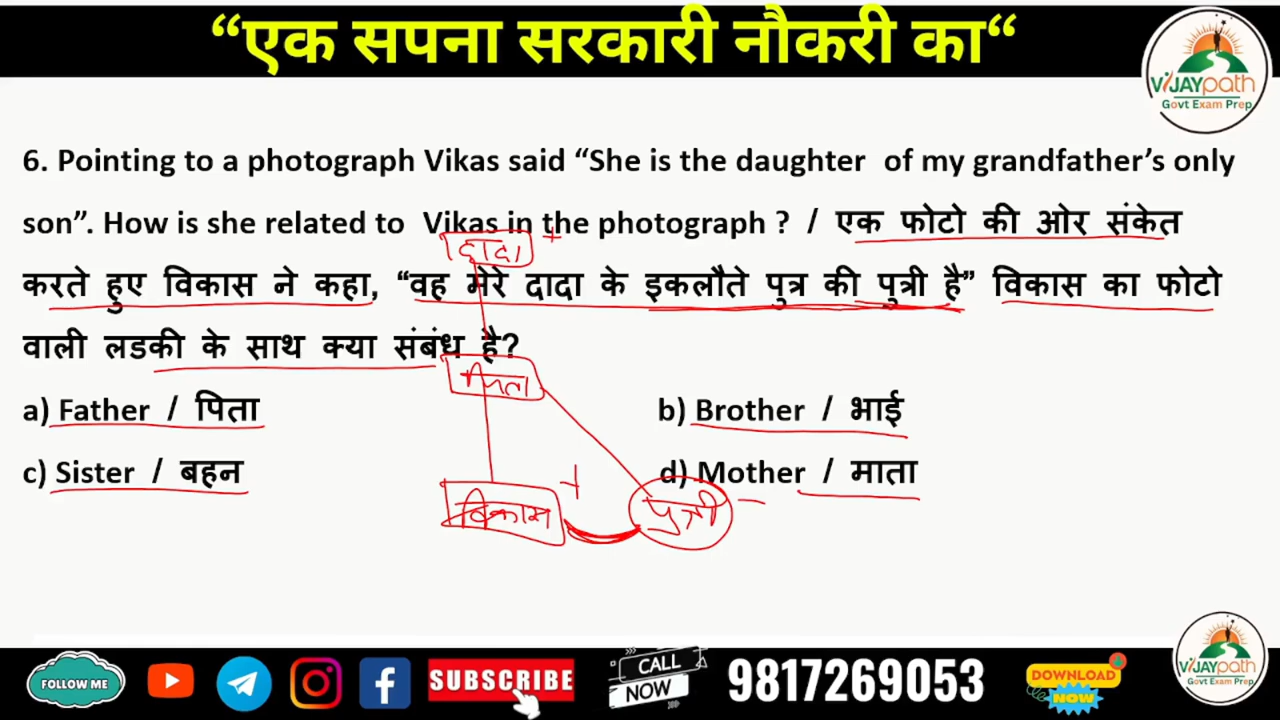 “एक सपना सरकारी नौकरी का“
VIJAYpath
Govt Exam Prep
6. Pointing to a photograph Vikas said “She is the daughter of my grandfather’s only
son”. How is she related to Vikas in the photograph ? / एक फोटो की ओर संकेत
दादा +
करते हुए विकास ने कहा, “वह मेरे दादा के इकलौते पुत्र की पुत्री है” विकास का फोटो
वाली लडकी के साथ क्या संबंध है?
पिता
a) Father / पिता b) Brother / भाई
c) Sister / बहन d) Mother / माता
विकास + पुत्री −
VIJAYpath
Govt Exam Prep
FOLLOW ME SUBSCRIBE CALL NOW 9817269053 DOWNLOAD NOW